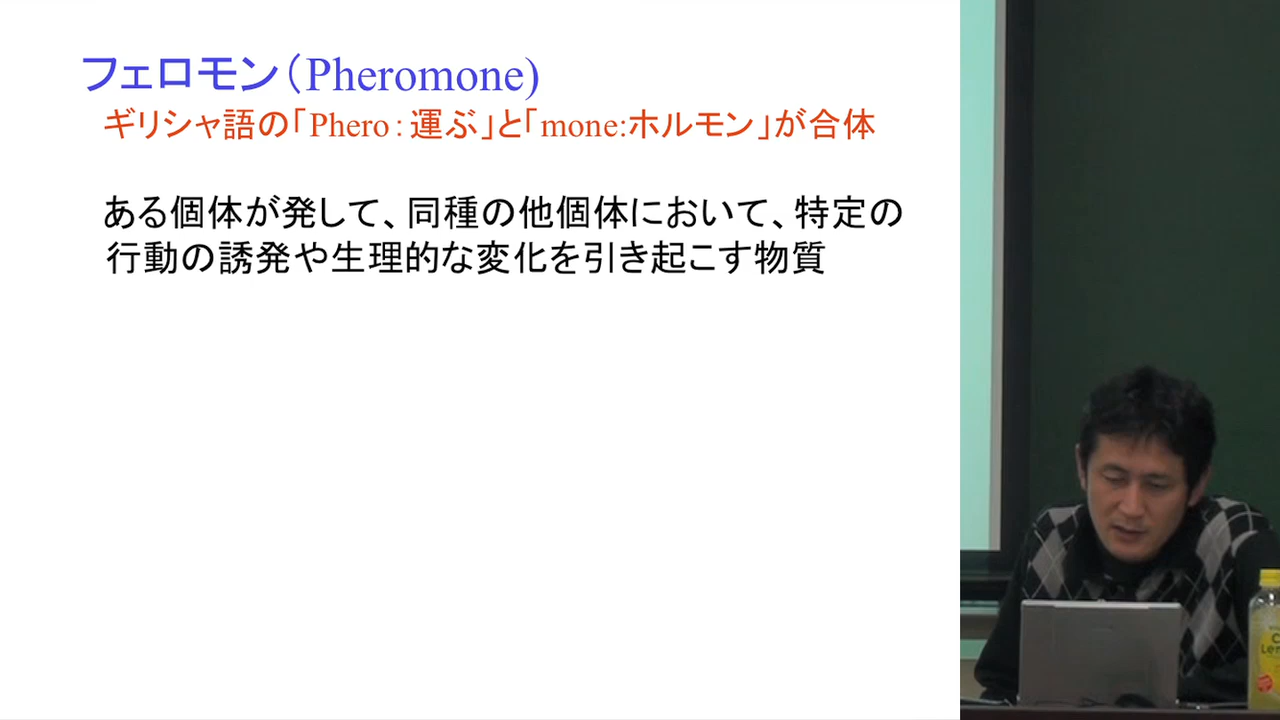 フェロモン（Pheromone)
ギリシャ語の「Phero：運ぶ」と「mone:ホルモン」が合体
ある個体が発して、同種の他個体において、特定の
行動の誘発や生理的な変化を引き起こす物質